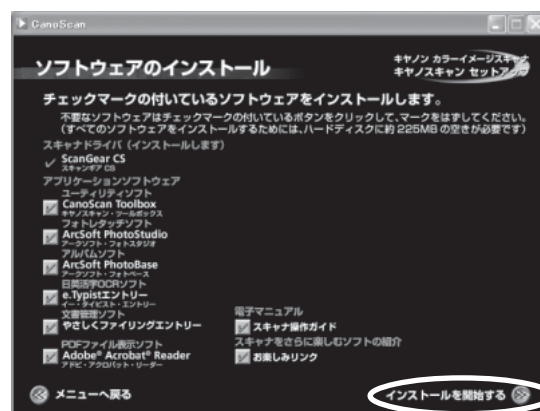 CanoScan
ソフトウェアのインストール
キヤノン カラーイメージスキャナ
キヤノスキャン セットアップ
チェックマークの付いているソフトウェアをインストールします。
不要なソフトウェアはチェックマークの付いているボタンをクリックして、マークをはずしてください。
(すべてのソフトウェアをインストールするためには、ハードディスクに約 225MB の空きが必要です)
スキャナドライバ (インストールします)
ScanGear CS
スキャンギア CS
アプリケーションソフトウェア
ユーティリティソフト
CanoScan Toolbox
キヤノスキャン・ツールボックス
フォトレタッチソフト
ArcSoft PhotoStudio
アークソフト・フォトスタジオ
アルバムソフト
ArcSoft PhotoBase
アークソフト・フォトベース
日英活字OCRソフト
e.Typistエントリー
イー・タイピスト・エントリー
文書管理ソフト
やさしくファイリングエントリー
PDFファイル表示ソフト
Adobe® Acrobat® Reader
アドビ・アクロバット・リーダー
電子マニュアル
スキャナ操作ガイド
スキャナをさらに楽しむソフトの紹介
お楽しみリンク
メニューへ戻る
インストールを開始する